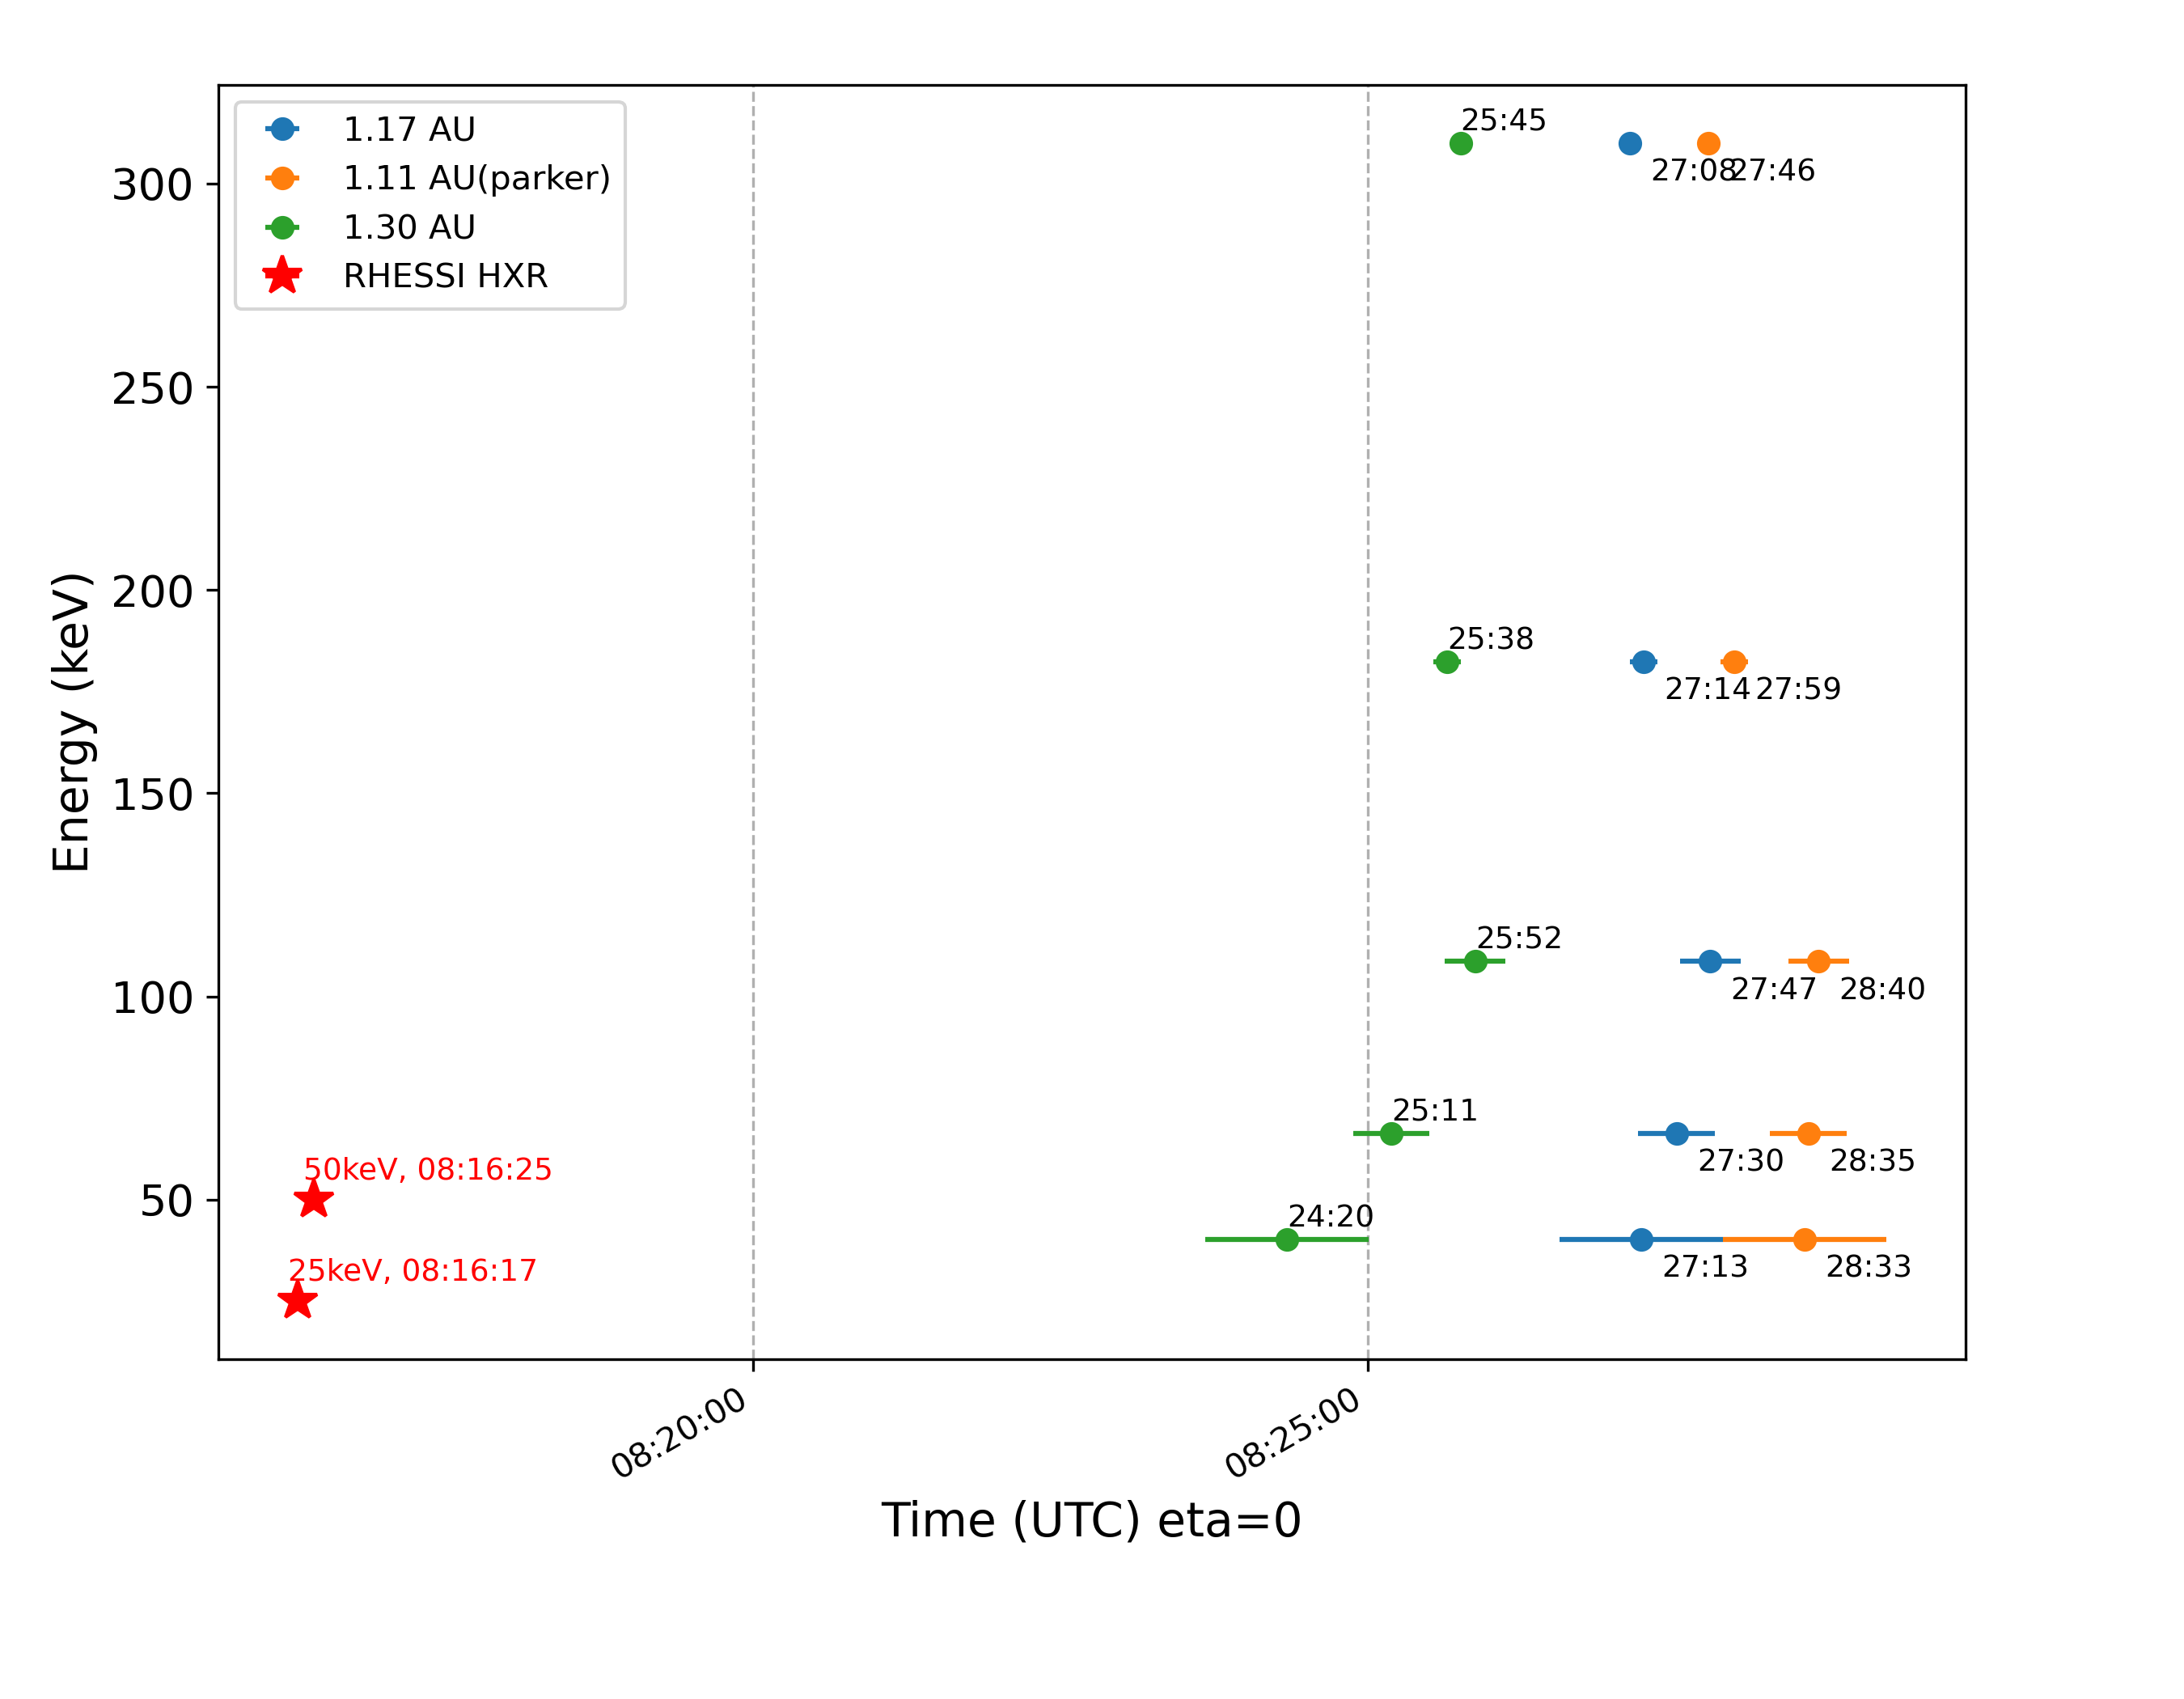 1.17 AU
1.11 AU(parker)
1.30 AU
RHESSI HXR
25:45
27:08
27:46
25:38
27:14
27:59
25:52
27:47
28:40
25:11
27:30
28:35
24:20
27:13
28:33
50keV, 08:16:25
25keV, 08:16:17
300
250
200
150
100
50
Energy (keV)
08:20:00
08:25:00
Time (UTC) eta=0